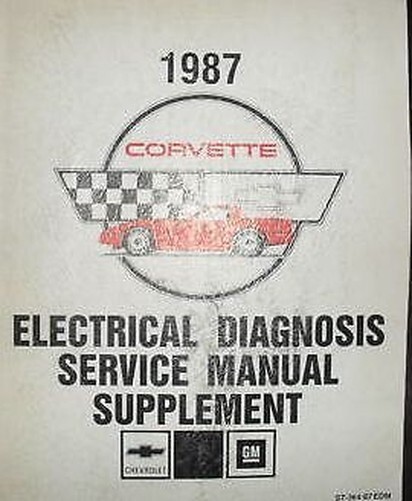 1987
CORVETTE
ELECTRICAL DIAGNOSIS
SERVICE MANUAL
SUPPLEMENT
CHEVROLET
GM